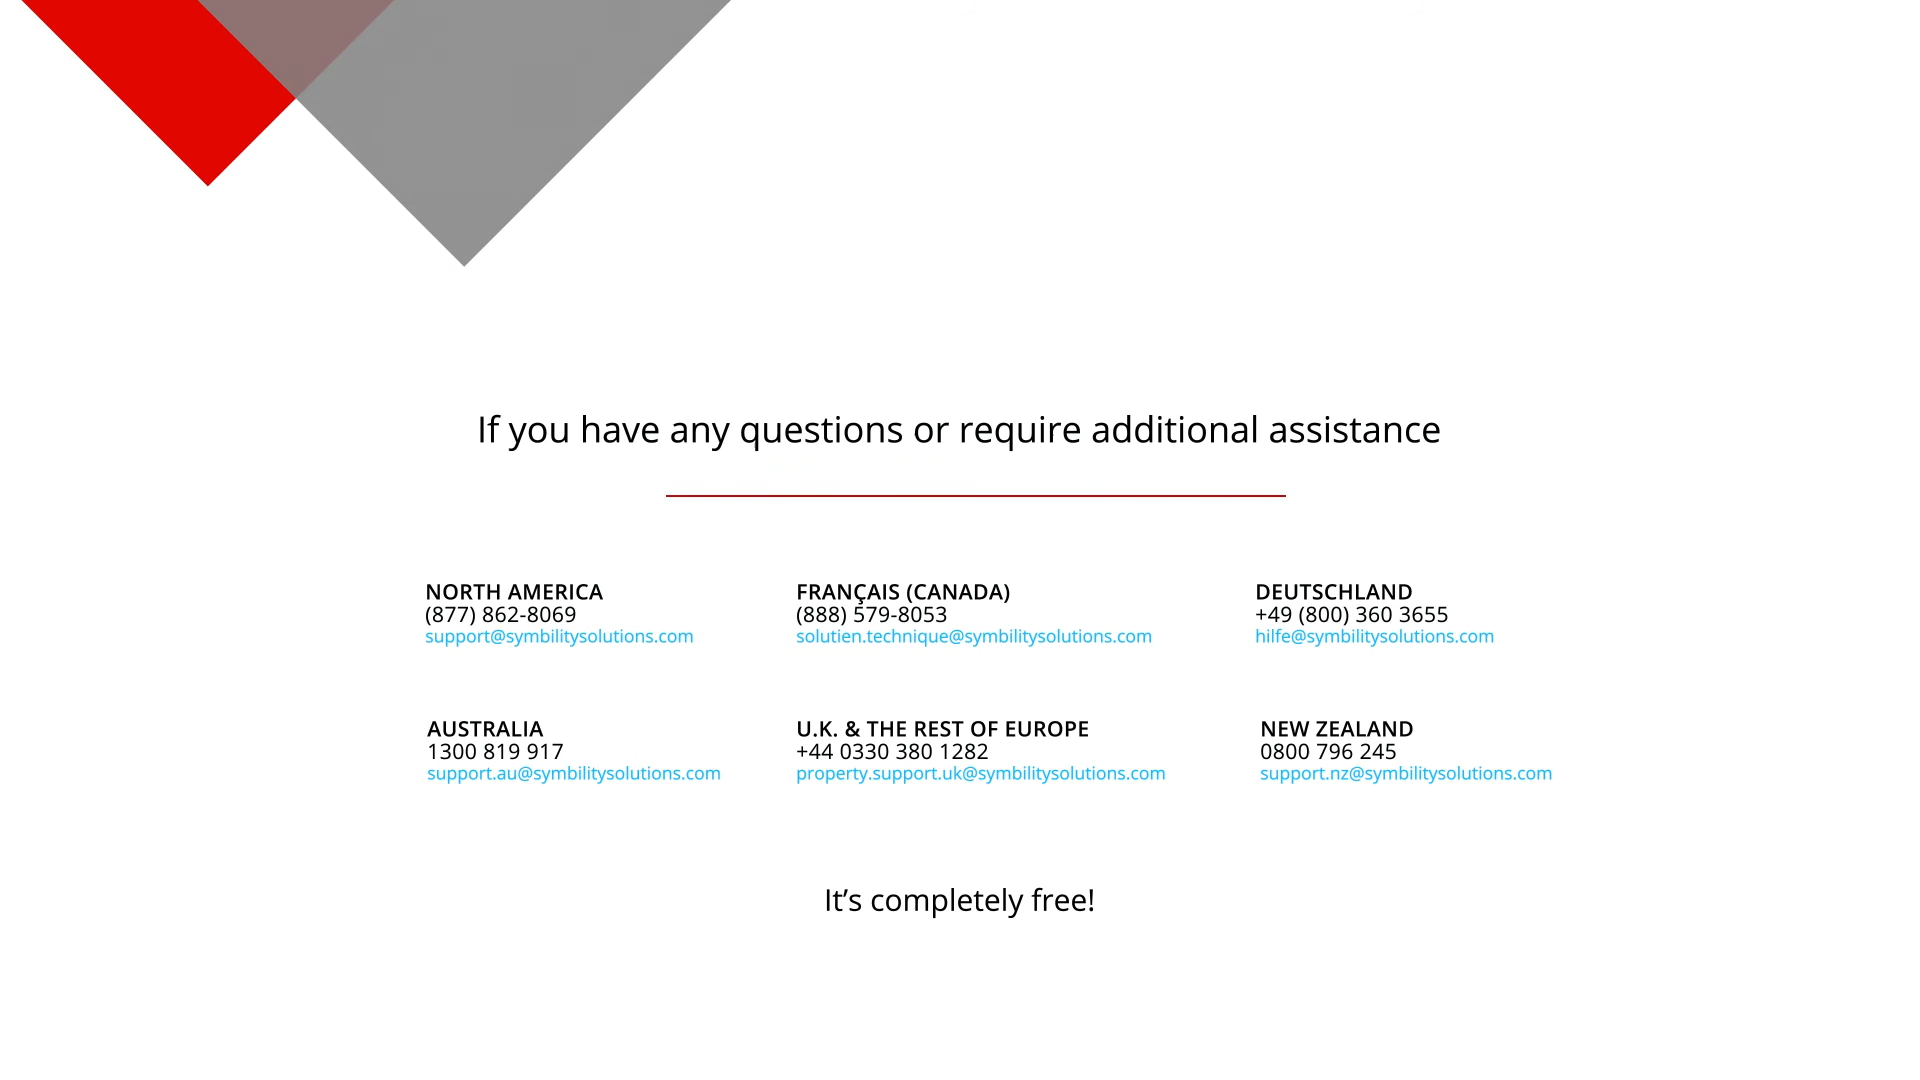 If you have any questions or require additional assistance
NORTH AMERICA
(877) 862-8069
support@symbilitysolutions.com
FRANÇAIS (CANADA)
(888) 579-8053
solutien.technique@symbilitysolutions.com
DEUTSCHLAND
+49 (800) 360 3655
hilfe@symbilitysolutions.com
AUSTRALIA
1300 819 917
support.au@symbilitysolutions.com
U.K. & THE REST OF EUROPE
+44 0330 380 1282
property.support.uk@symbilitysolutions.com
NEW ZEALAND
0800 796 245
support.nz@symbilitysolutions.com
It’s completely free!